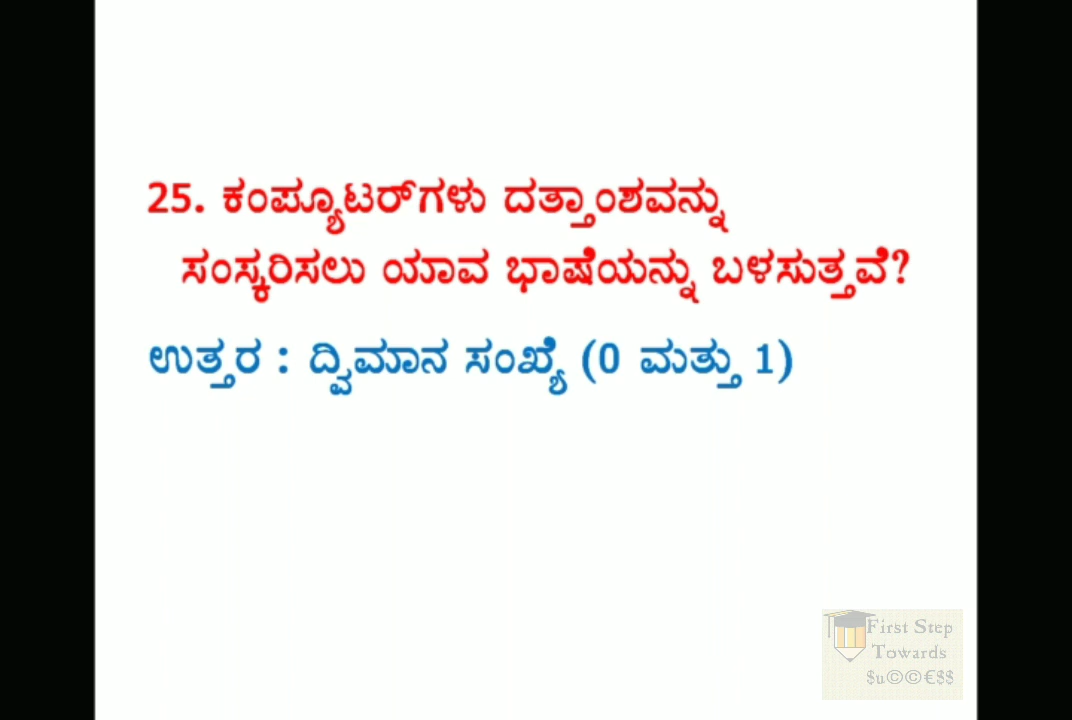 25. ಕಂಪ್ಯೂಟರ್‌ಗಳು ದತ್ತಾಂಶವನ್ನು
ಸಂಸ್ಕರಿಸಲು ಯಾವ ಭಾಷೆಯನ್ನು ಬಳಸುತ್ತವೆ?
ಉತ್ತರ : ದ್ವಿಮಾನ ಸಂಖ್ಯೆ (0 ಮತ್ತು 1)
First Step
Towards
$u©©€$$